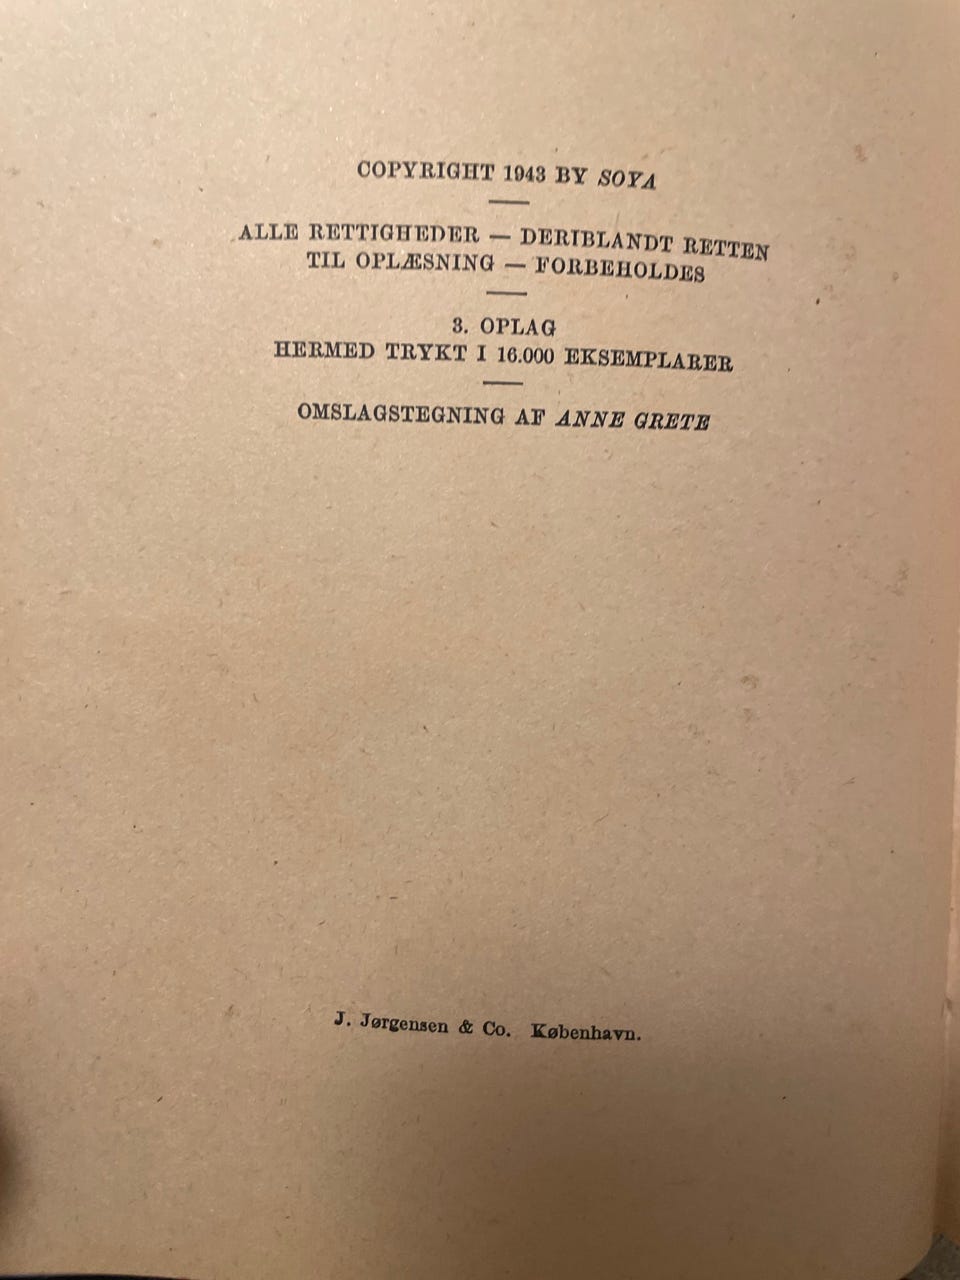 COPYRIGHT 1943 BY SOYA
ALLE RETTIGHEDER — DERIBLANDT RETTEN
TIL OPLÆSNING — FORBEHOLDES
3. OPLAG
HERMED TRYKT I 16.000 EKSEMPLARER
OMSLAGSTEGNING AF ANNE GRETE
J. Jørgensen & Co. København.